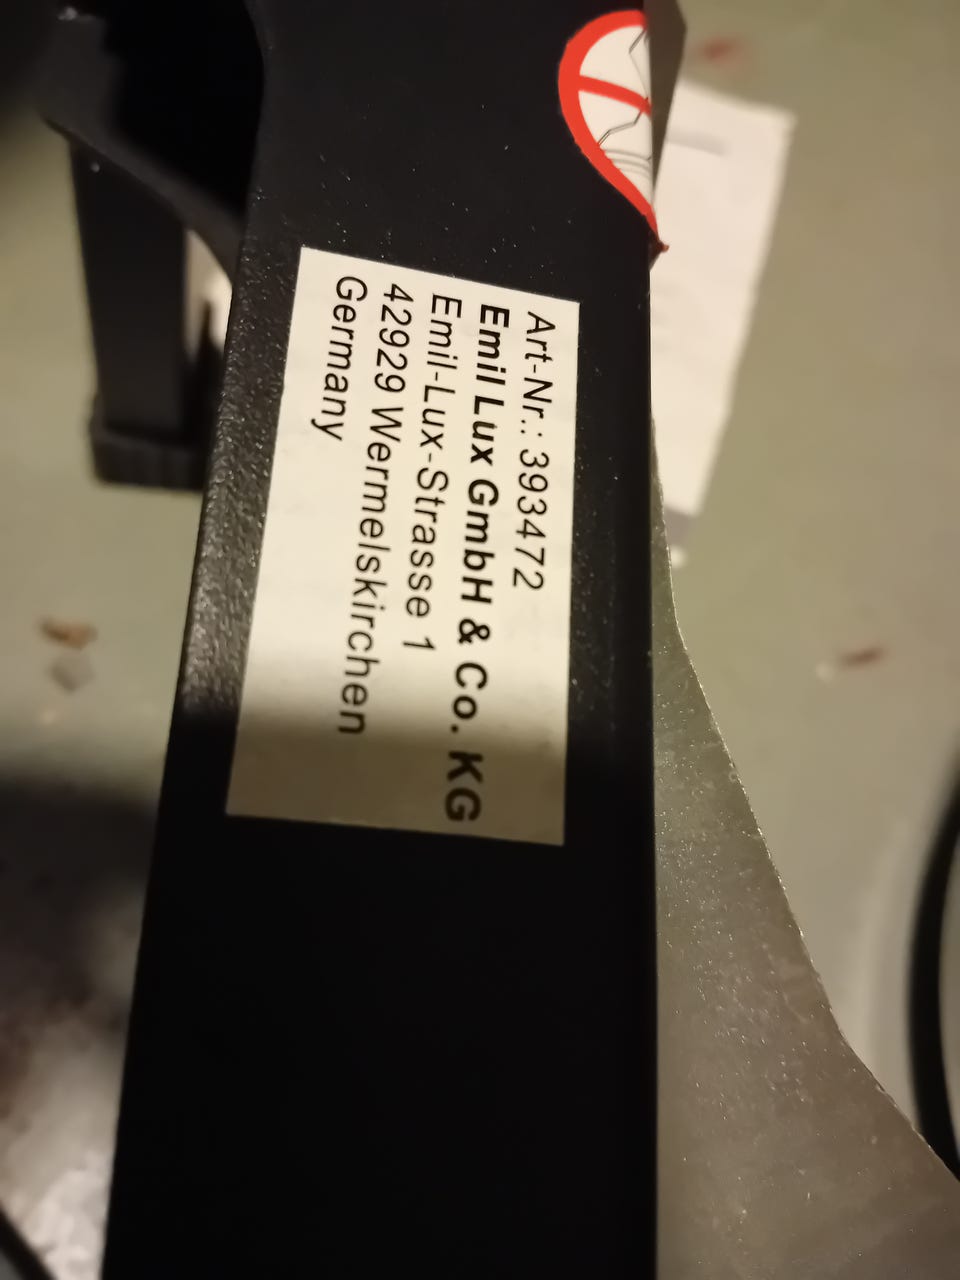 Art-Nr.: 393472
Emil Lux GmbH & Co. KG
Emil-Lux-Strasse 1
42929 Wermelskirchen
Germany